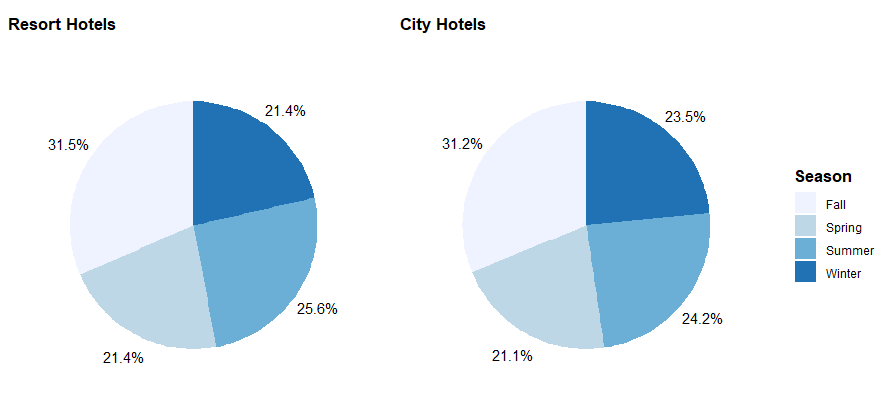 Resort Hotels
City Hotels
21.4%
31.5%
25.6%
21.4%
23.5%
31.2%
24.2%
21.1%
Season
Fall
Spring
Summer
Winter